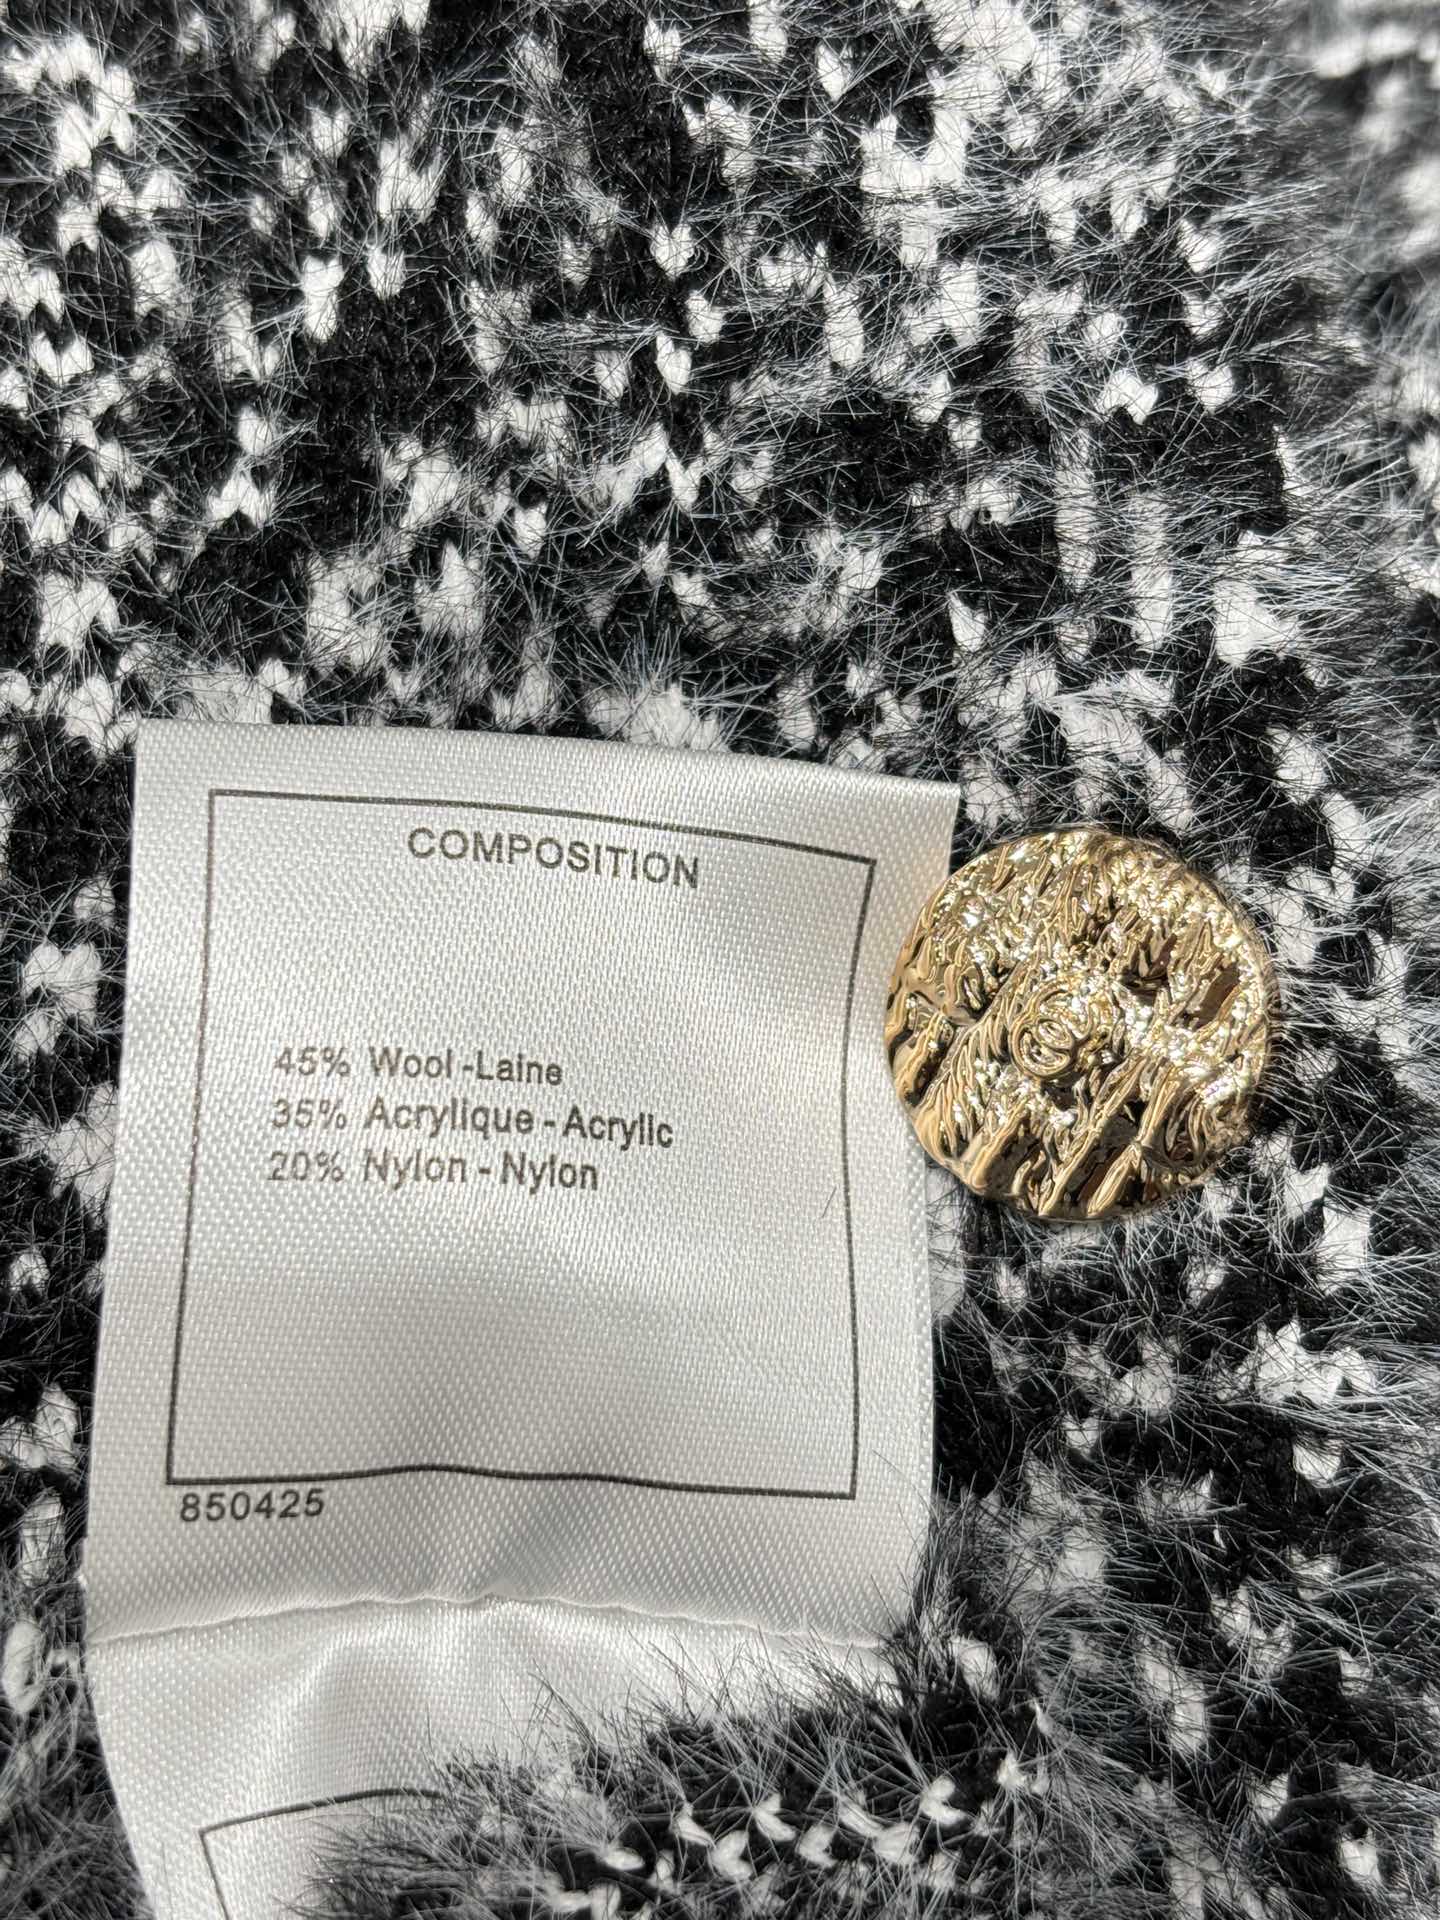 COMPOSITION
45% Wool-Laine
35% Acrylique-Acrylic
20% Nylon-Nylon
850425